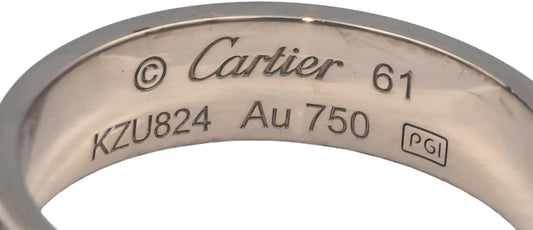 © Cartier 61
KZU824 Au 750 PGI